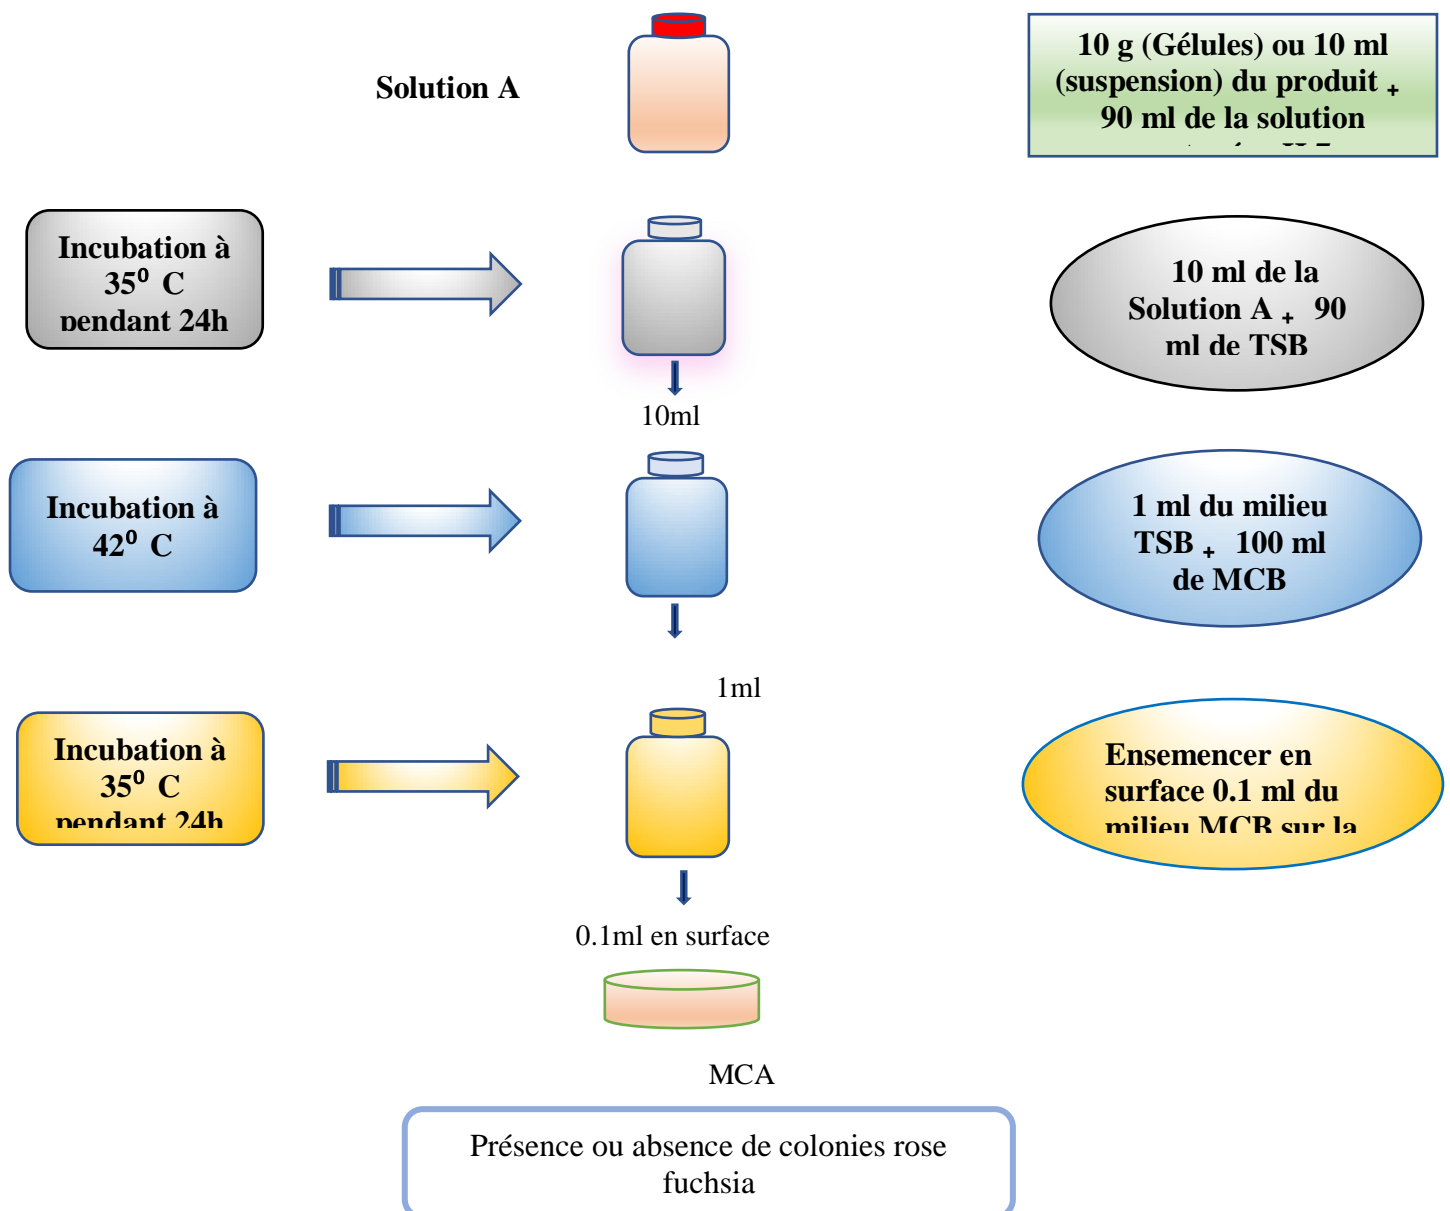 Solution A
10 g (Gélules) ou 10 ml
(suspension) du produit +
90 ml de la solution
Incubation à
35⁰ C
pendant 24h
10 ml de la
Solution A + 90
ml de TSB
10ml
Incubation à
42⁰ C
1 ml du milieu
TSB + 100 ml
de MCB
1ml
Incubation à
35⁰ C
pendant 24h
Ensemencer en
surface 0.1 ml du
milieu MCB sur la
0.1ml en surface
MCA
Présence ou absence de colonies rose
fuchsia